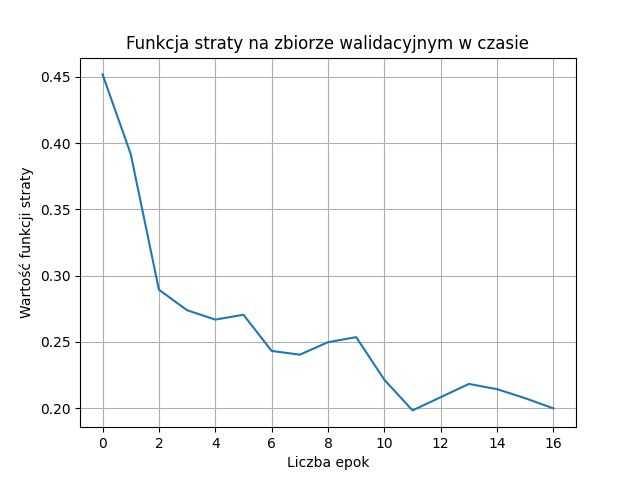 Funkcja straty na zbiorze walidacyjnym w czasie
0.45
0.40
0.35
0.30
0.25
0.20
Wartość funkcji straty
0 2 4 6 8 10 12 14 16
Liczba epok